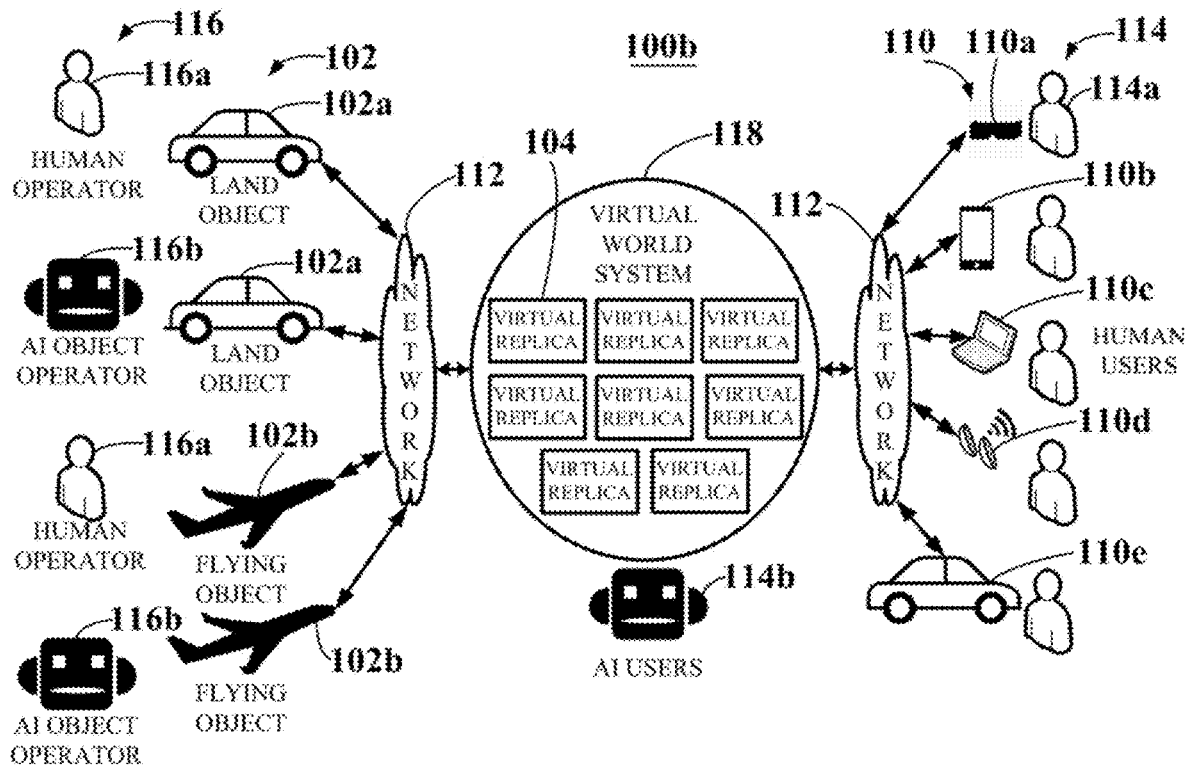 116
116a
HUMAN
OPERATOR
102
102a
LAND
OBJECT
116b
AI OBJECT
OPERATOR
102a
LAND
OBJECT
116a
HUMAN
OPERATOR
102b
FLYING
OBJECT
116b
AI OBJECT
OPERATOR
102b
FLYING
OBJECT
112
NETWORK
100b
104
118
VIRTUAL
WORLD
SYSTEM
VIRTUAL
REPLICA
VIRTUAL
REPLICA
VIRTUAL
REPLICA
VIRTUAL
REPLICA
VIRTUAL
REPLICA
VIRTUAL
REPLICA
VIRTUAL
REPLICA
VIRTUAL
REPLICA
114b
AI USERS
112
NETWORK
110
110a
114
114a
110b
110c
HUMAN
USERS
110d
110e